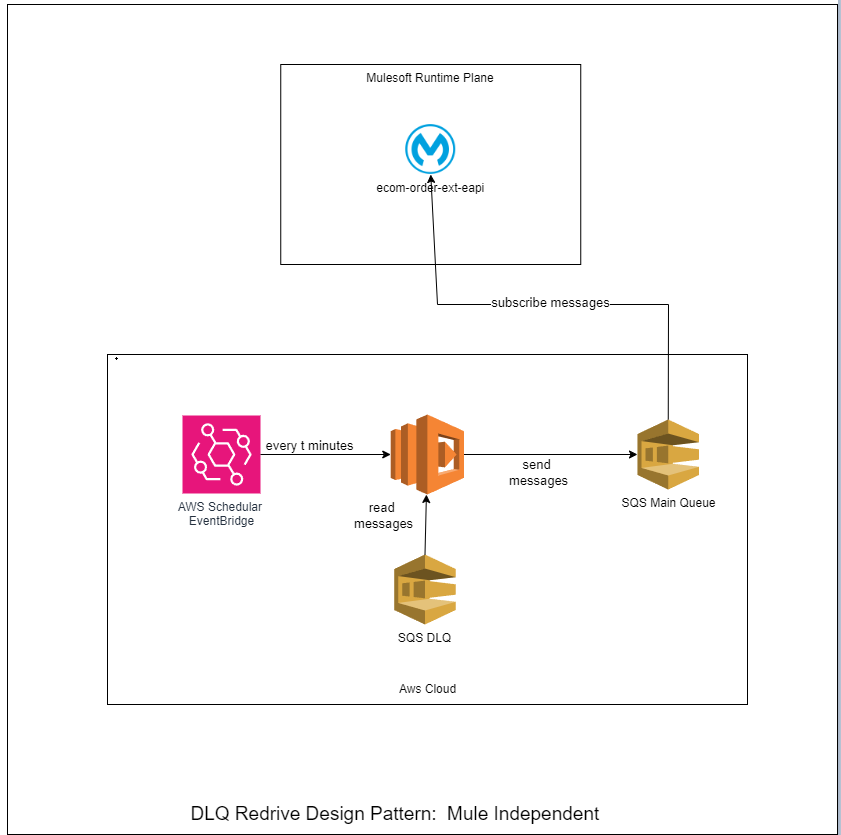 Mulesoft Runtime Plane
ecom-order-ext-eapi
subscribe messages
every t minutes
send
messages
AWS Schedular
EventBridge
read
messages
SQS Main Queue
SQS DLQ
Aws Cloud
DLQ Redrive Design Pattern: Mule Independent